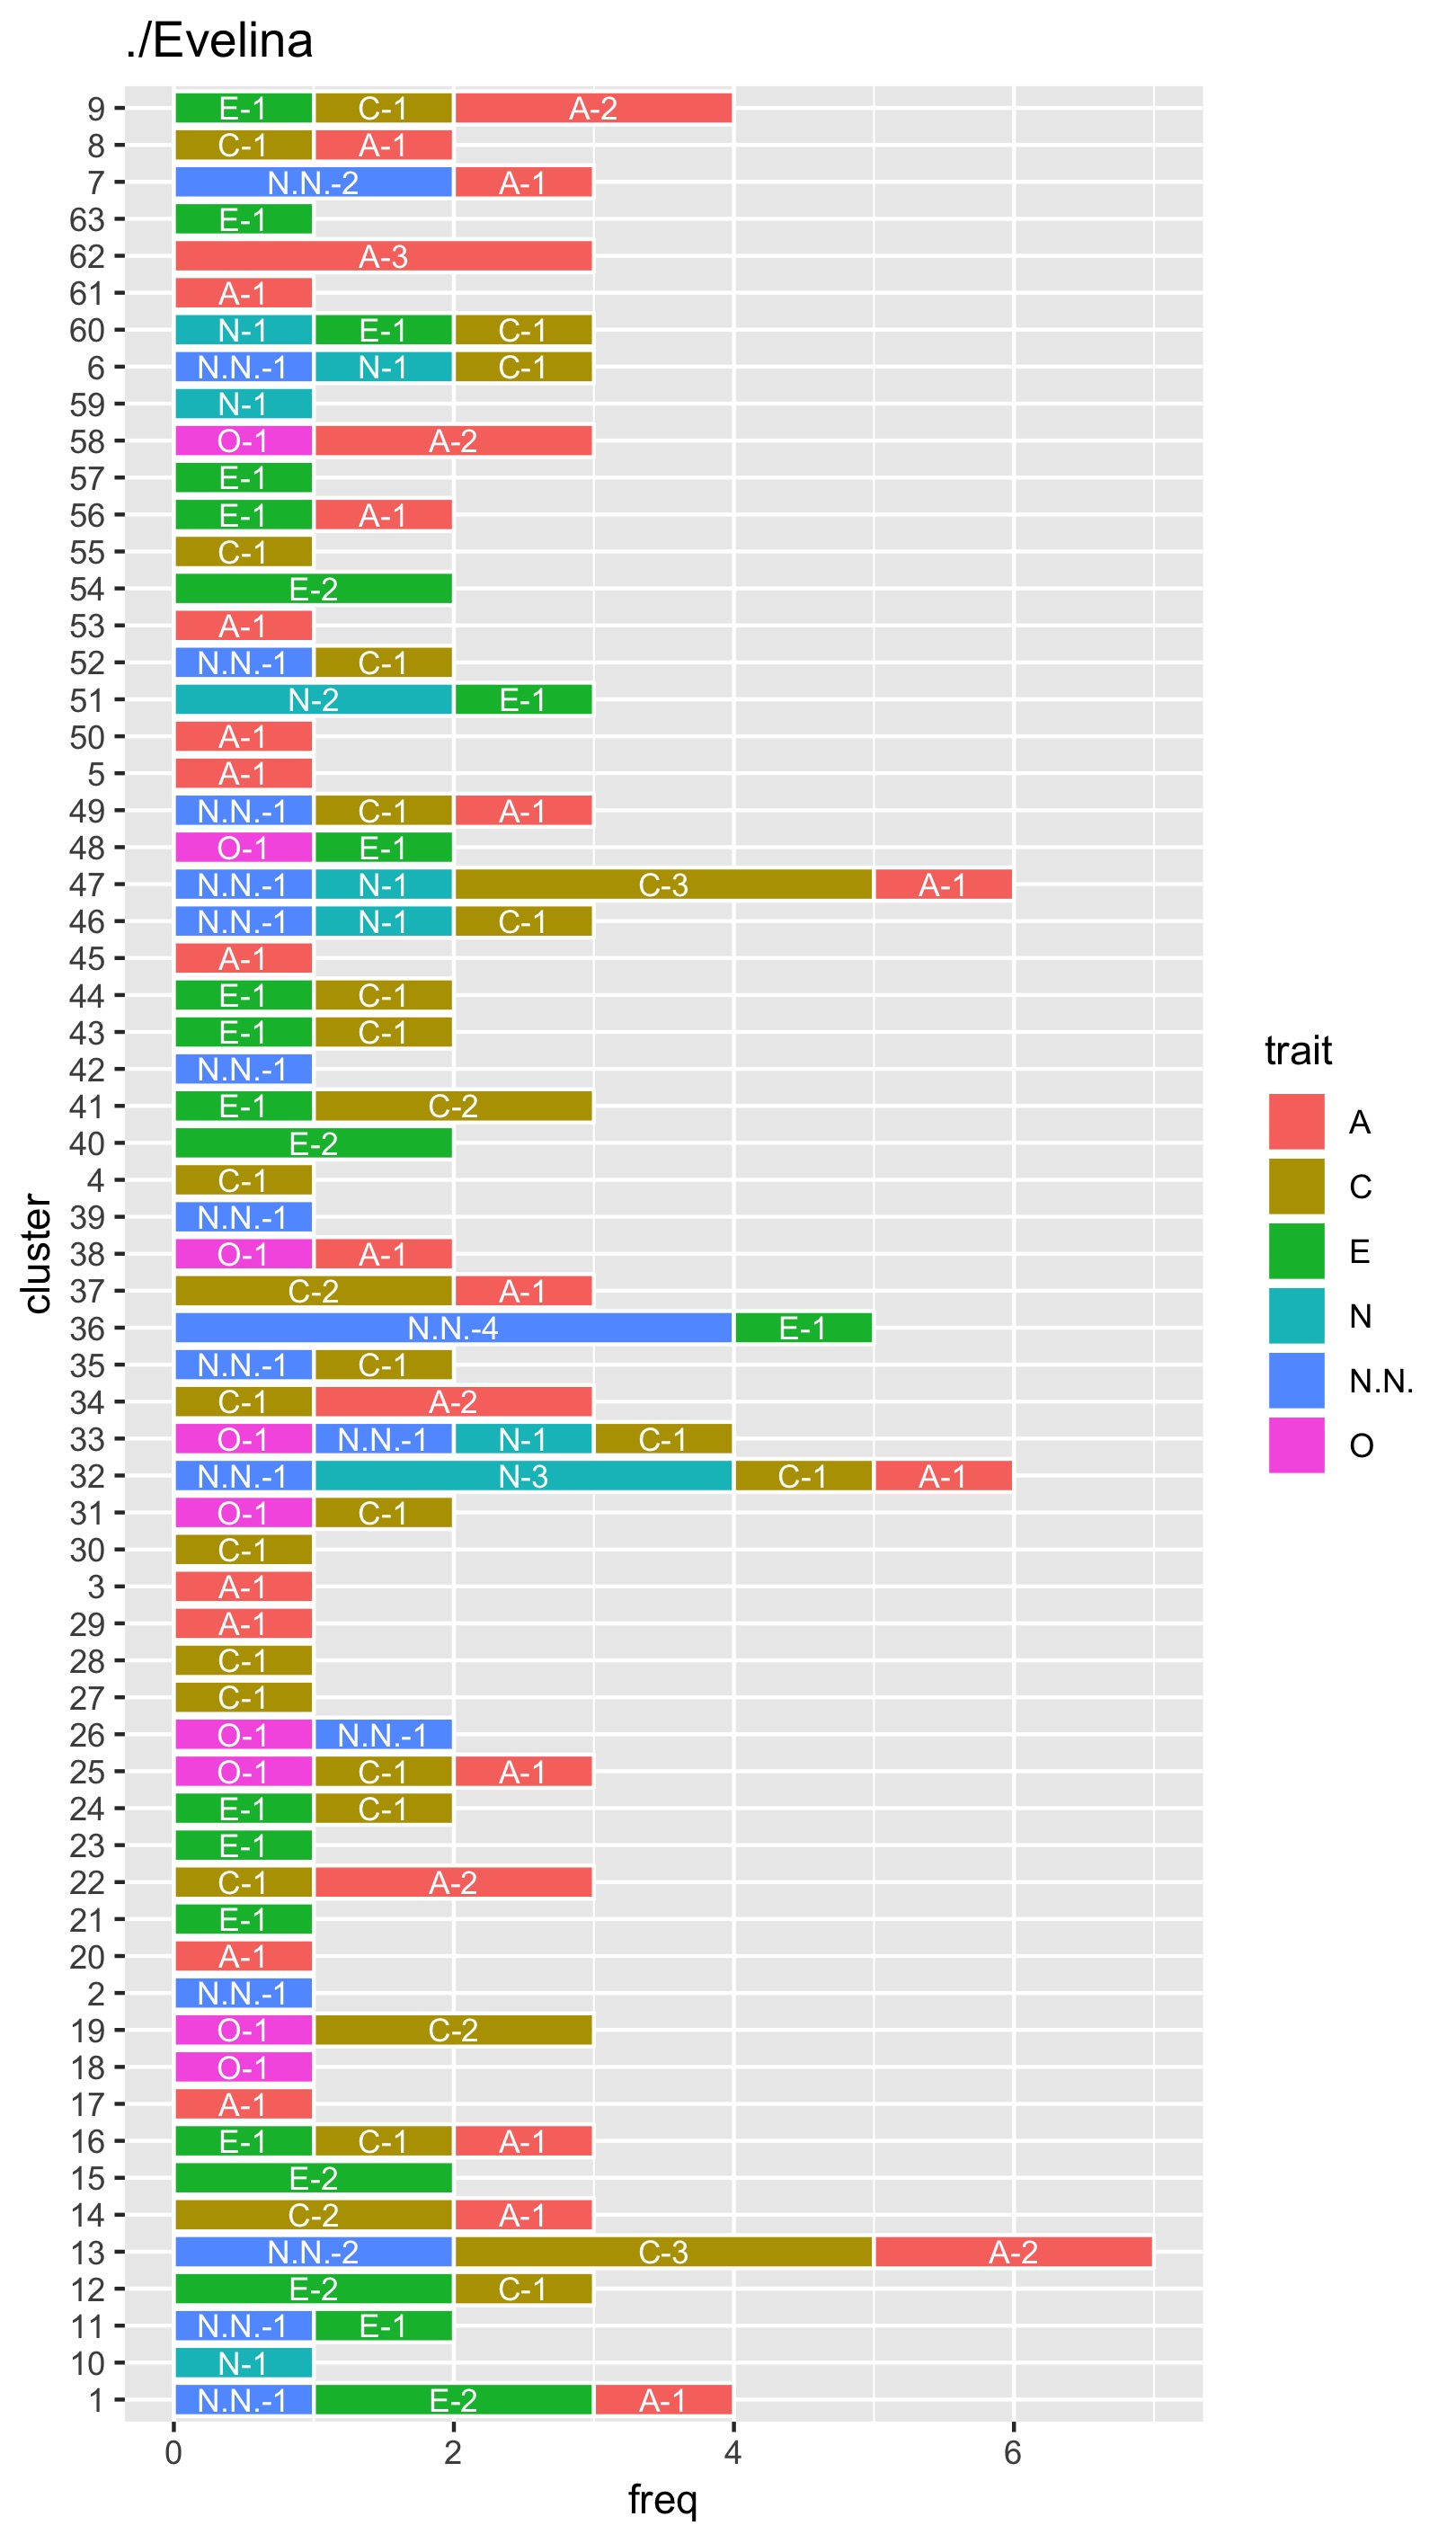 ./Evelina
9 E-1 C-1 A-2
8 C-1 A-1
7 N.N.-2 A-1
63 E-1
62 A-3
61 A-1
60 N-1 E-1 C-1
6 N.N.-1 N-1 C-1
59 N-1
58 O-1 A-2
57 E-1
56 E-1 A-1
55 C-1
54 E-2
53 A-1
52 N.N.-1 C-1
51 N-2 E-1
50 A-1
5 A-1
49 N.N.-1 C-1 A-1
48 O-1 E-1
47 N.N.-1 N-1 C-3 A-1
46 N.N.-1 N-1 C-1
45 A-1
44 E-1 C-1
43 E-1 C-1
42 N.N.-1
41 E-1 C-2
40 E-2
4 C-1
39 N.N.-1
38 O-1 A-1
37 C-2 A-1
36 N.N.-4 E-1
35 N.N.-1 C-1
34 C-1 A-2
33 O-1 N.N.-1 N-1 C-1
32 N.N.-1 N-3 C-1 A-1
31 O-1 C-1
30 C-1
3 A-1
29 A-1
28 C-1
27 C-1
26 O-1 N.N.-1
25 O-1 C-1 A-1
24 E-1 C-1
23 E-1
22 C-1 A-2
21 E-1
20 A-1
2 N.N.-1
19 O-1 C-2
18 O-1
17 A-1
16 E-1 C-1 A-1
15 E-2
14 C-2 A-1
13 N.N.-2 C-3 A-2
12 E-2 C-1
11 N.N.-1 E-1
10 N-1
1 N.N.-1 E-2 A-1
0 2 4 6
freq
cluster
trait
A
C
E
N
N.N.
O